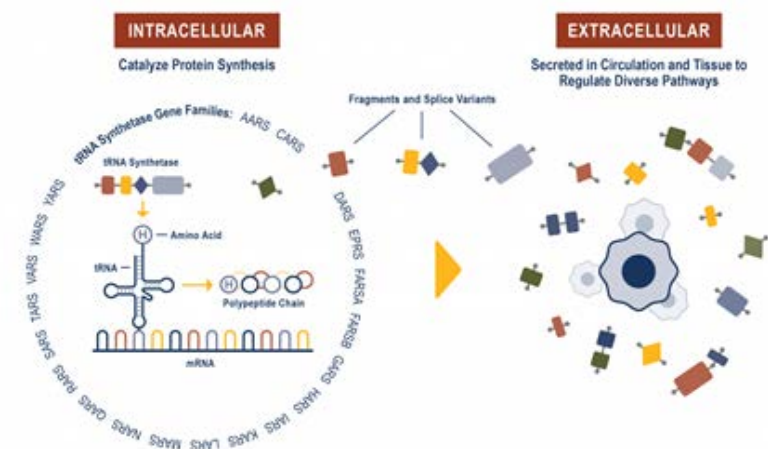 INTRACELLULAR
Catalyze Protein Synthesis
EXTRACELLULAR
Secreted in Circulation and Tissue to
Regulate Diverse Pathways
Fragments and Splice Variants
tRNA Synthetase Gene Families: AARS CARS
DARS EPRS FARSA FARSB GARS HARS IARS KARS LARS MARS NARS QARS RARS SARS TARS VARS WARS YARS
tRNA Synthetase
H
Amino Acid
tRNA
H
Polypeptide Chain
mRNA